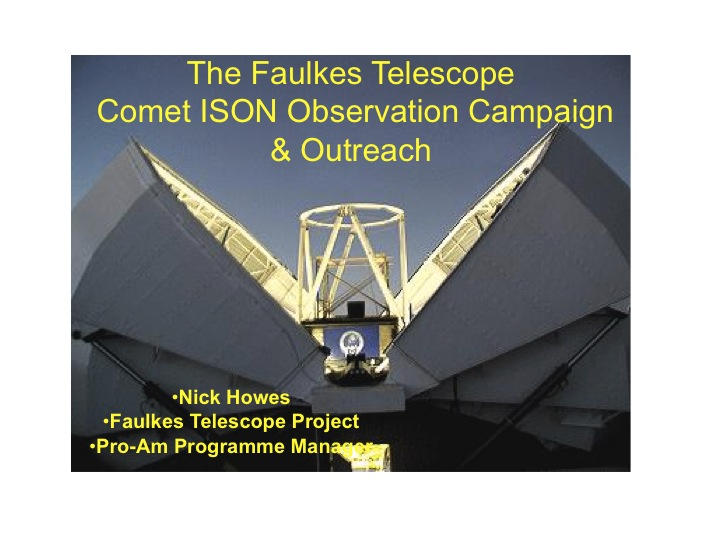 The Faulkes Telescope
Comet ISON Observation Campaign
& Outreach
•Nick Howes
•Faulkes Telescope Project
•Pro-Am Programme Manager